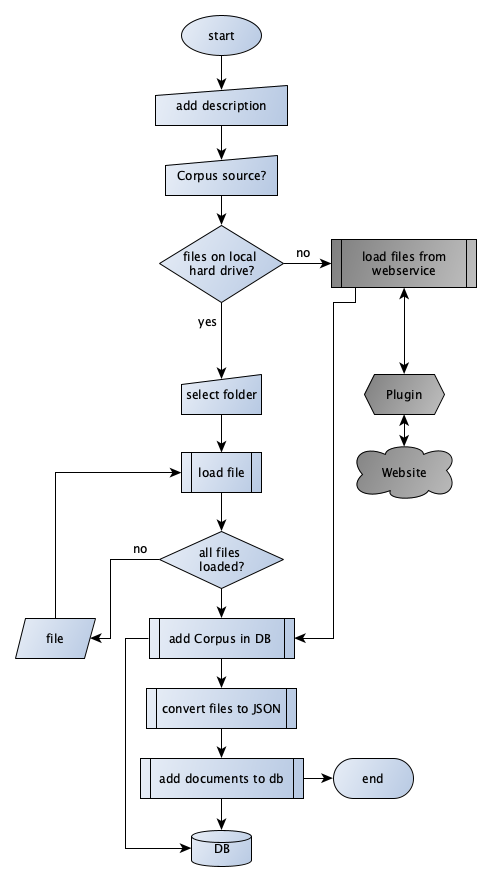 start
add description
Corpus source?
files on local
hard drive?
no
load files from
webservice
yes
select folder
Plugin
load file
Website
no
all files
loaded?
file
add Corpus in DB
convert files to JSON
add documents to db
end
DB